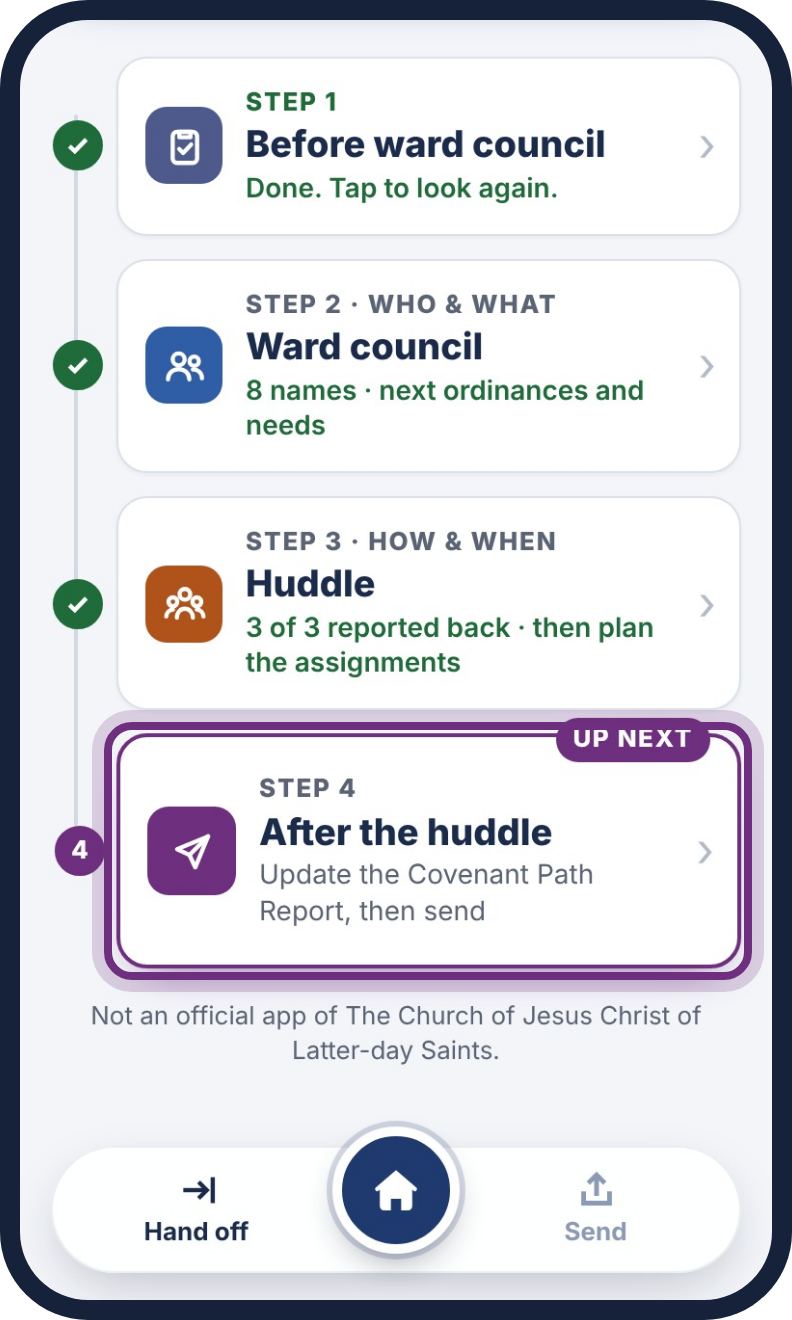 STEP 1
Before ward council
Done. Tap to look again.
STEP 2 · WHO & WHAT
Ward council
8 names · next ordinances and
needs
STEP 3 · HOW & WHEN
Huddle
3 of 3 reported back · then plan
the assignments
UP NEXT
STEP 4
4
After the huddle
Update the Covenant Path
Report, then send
Not an official app of The Church of Jesus Christ of
Latter-day Saints.
Hand off
Send